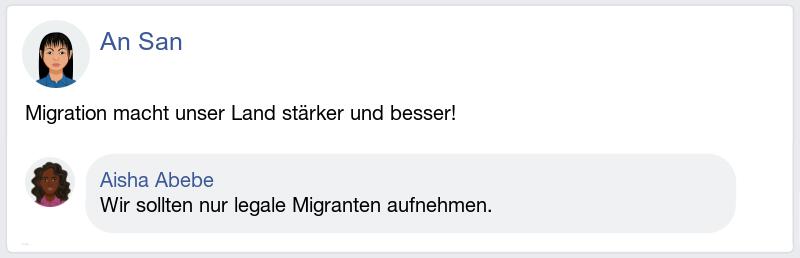 An San
Migration macht unser Land stärker und besser!
Aisha Abebe
Wir sollten nur legale Migranten aufnehmen.